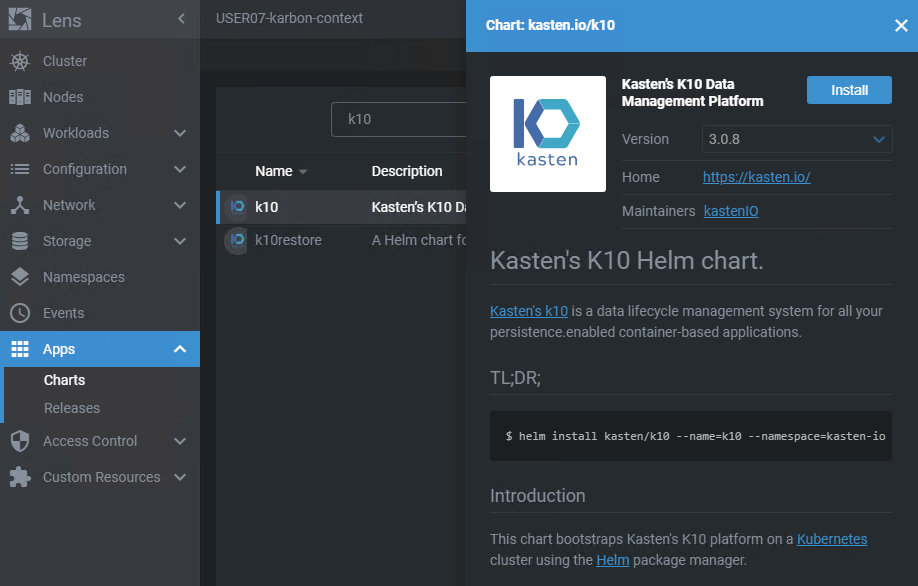 Lens
Cluster
Nodes
Workloads
Configuration
Network
Storage
Namespaces
Events
Apps
Charts
Releases
Access Control
Custom Resources
USER07-karbon-context
k10
Name Description
k10 Kasten's K10 Da
k10restore A Helm chart fo
Chart: kasten.io/k10
kasten
Kasten's K10 Data
Management Platform
Install
Version 3.0.8
Home https://kasten.io/
Maintainers kastenIO
Kasten's K10 Helm chart.
Kasten's k10 is a data lifecycle management system for all your
persistence.enabled container-based applications.
TL;DR;
$ helm install kasten/k10 --name=k10 --namespace=kasten-io
Introduction
This chart bootstraps Kasten's K10 platform on a Kubernetes
cluster using the Helm package manager.